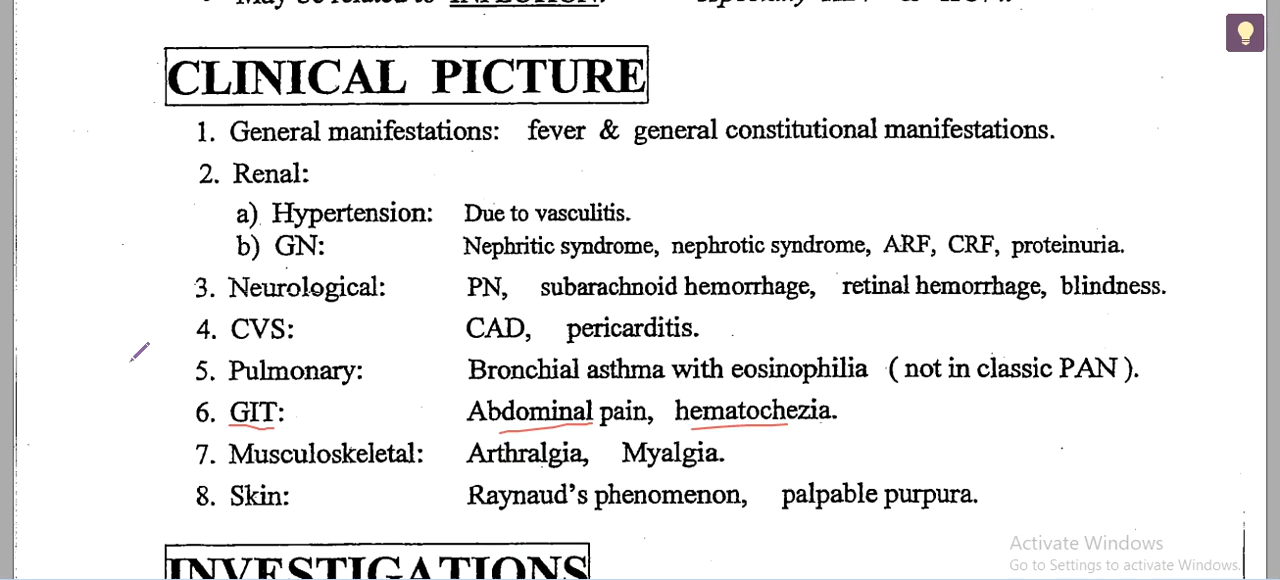 INFECTION.
CLINICAL PICTURE
1. General manifestations: fever & general constitutional manifestations.
2. Renal:
a) Hypertension: Due to vasculitis.
b) GN: Nephritic syndrome, nephrotic syndrome, ARF, CRF, proteinuria.
3. Neurological: PN, subarachnoid hemorrhage, retinal hemorrhage, blindness.
4. CVS: CAD, pericarditis.
5. Pulmonary: Bronchial asthma with eosinophilia ( not in classic PAN ).
6. GIT: Abdominal pain, hematochezia.
7. Musculoskeletal: Arthralgia, Myalgia.
8. Skin: Raynaud's phenomenon, palpable purpura.
INVESTIGATIONS
Activate Windows
Go to Settings to activate Windows.